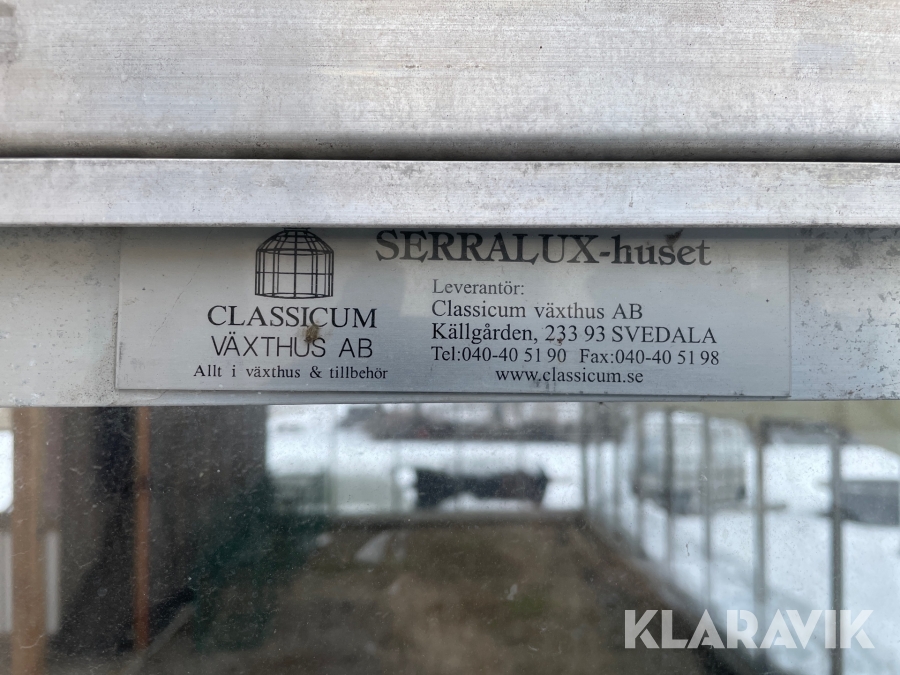 SERRALUX-huset
CLASSICUM
VÄXTHUS AB
Allt i växthus & tillbehör
Leverantör:
Classicum växthus AB
Källgården, 233 93 SVEDALA
Tel:040-40 51 90 Fax:040-40 51 98
www.classicum.se
KLARAVIK